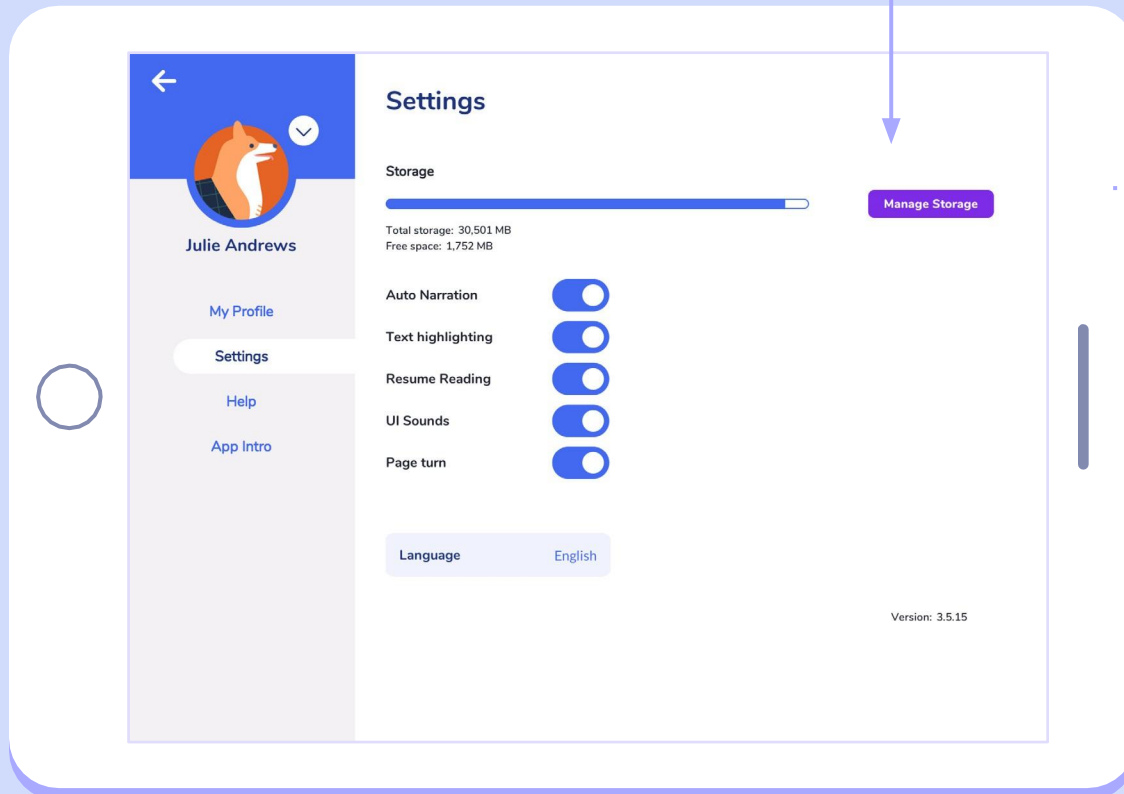 Julie Andrews
My Profile
Settings
Help
App Intro
Settings
Storage
Manage Storage
Total storage: 30,501 MB
Free space: 1,752 MB
Auto Narration
Text highlighting
Resume Reading
UI Sounds
Page turn
Language English
Version: 3.5.15